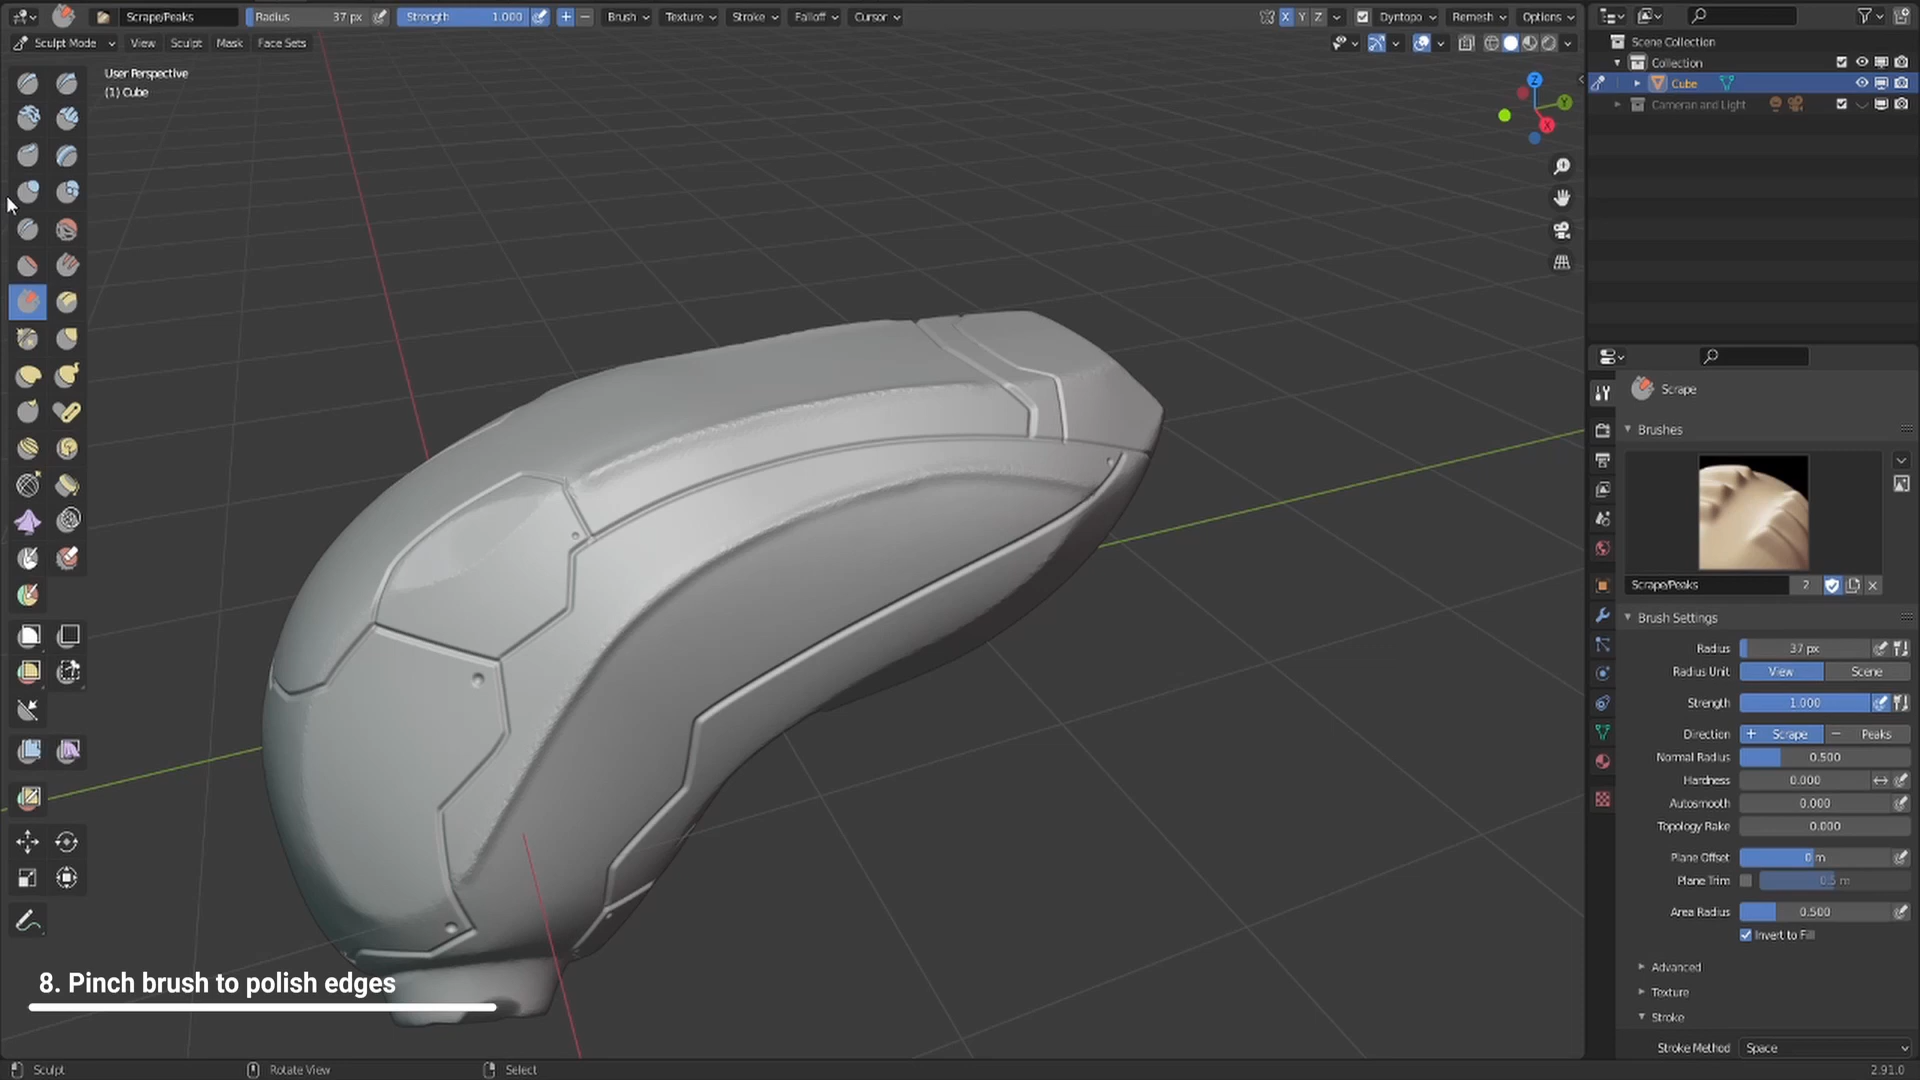 Scrape/Peaks
Radius 37 px
Strength 1.000
Brush
Texture
Stroke
Falloff
Cursor
X Y Z
Dyntopo
Remesh
Options
Sculpt Mode
View
Sculpt
Mask
Face Sets
User Perspective
(1) Cube
Z
Y
X
Scene Collection
Collection
Cube
Cameran and Light
Scrape
Brushes
Scrape/Peaks 2
Brush Settings
Radius 37 px
Radius Unit View Scene
Strength 1.000
Direction + Scrape − Peaks
Normal Radius 0.500
Hardness 0.000
Autosmooth 0.000
Topology Rake 0.000
Plane Offset 0 m
Plane Trim 0.5 m
Area Radius 0.500
Invert to Fill
Advanced
Texture
Stroke
Stroke Method Space
8. Pinch brush to polish edges
Sculpt
Rotate View
Select
2.91.0